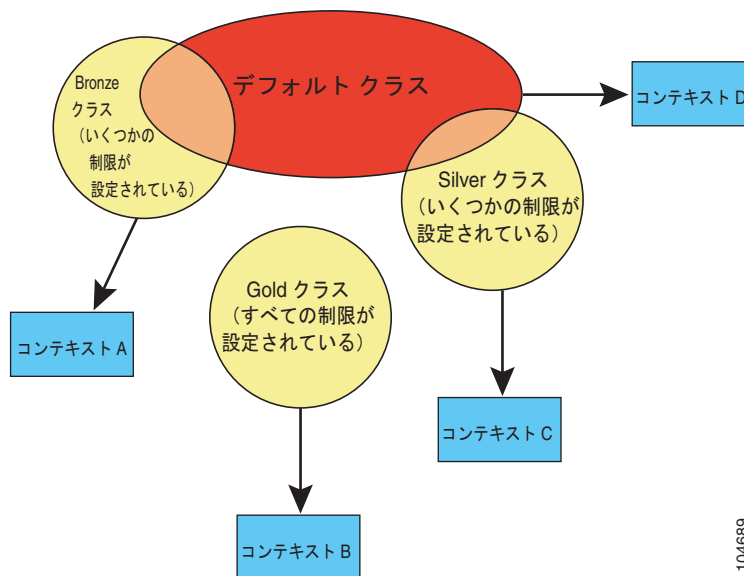 デフォルト クラス
Bronze
クラス
（いくつかの
制限が
設定されている）
コンテキスト D
Silver クラス
（いくつかの制限が
設定されている）
Gold クラス
（すべての制限が
設定されている）
コンテキスト A
コンテキスト C
コンテキスト B
104689